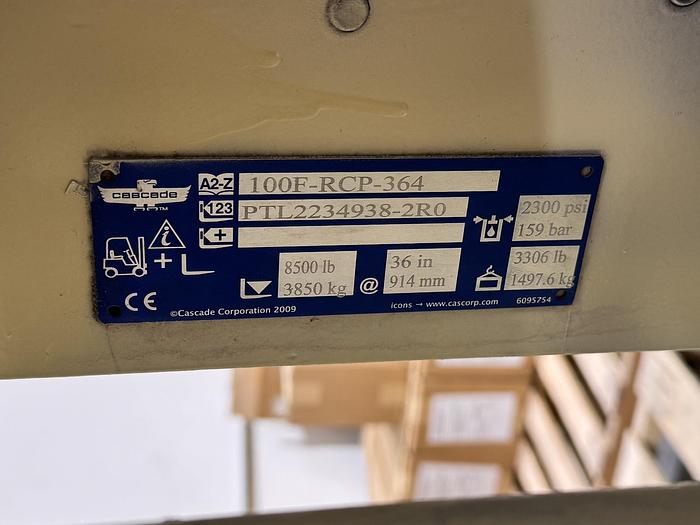 cascade
TM
A2-Z 100F-RCP-364
123 PTL2234938-2R0
+
i
+
8500 lb
3850 kg
@
36 in
914 mm
2300 psi
159 bar
3306 lb
1497.6 kg
CE
©Cascade Corporation 2009
icons → www.cascorp.com
6095754